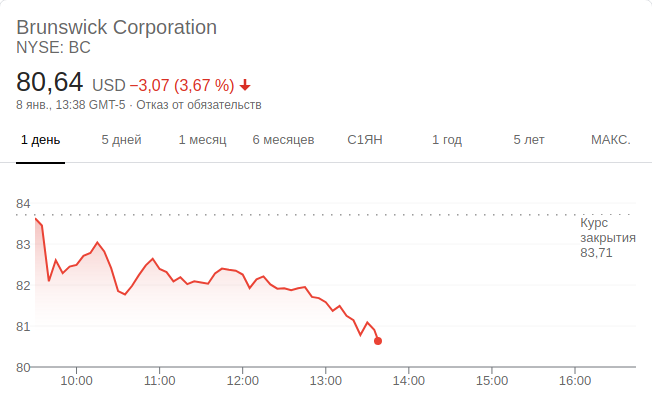 Brunswick Corporation
NYSE: BC
80,64 USD −3,07 (3,67 %)
8 янв., 13:38 GMT-5 · Отказ от обязательств
1 день 5 дней 1 месяц 6 месяцев С1ЯН 1 год 5 лет МАКС.
84
Курс
закрытия
83,71
83
82
81
80
10:00 11:00 12:00 13:00 14:00 15:00 16:00